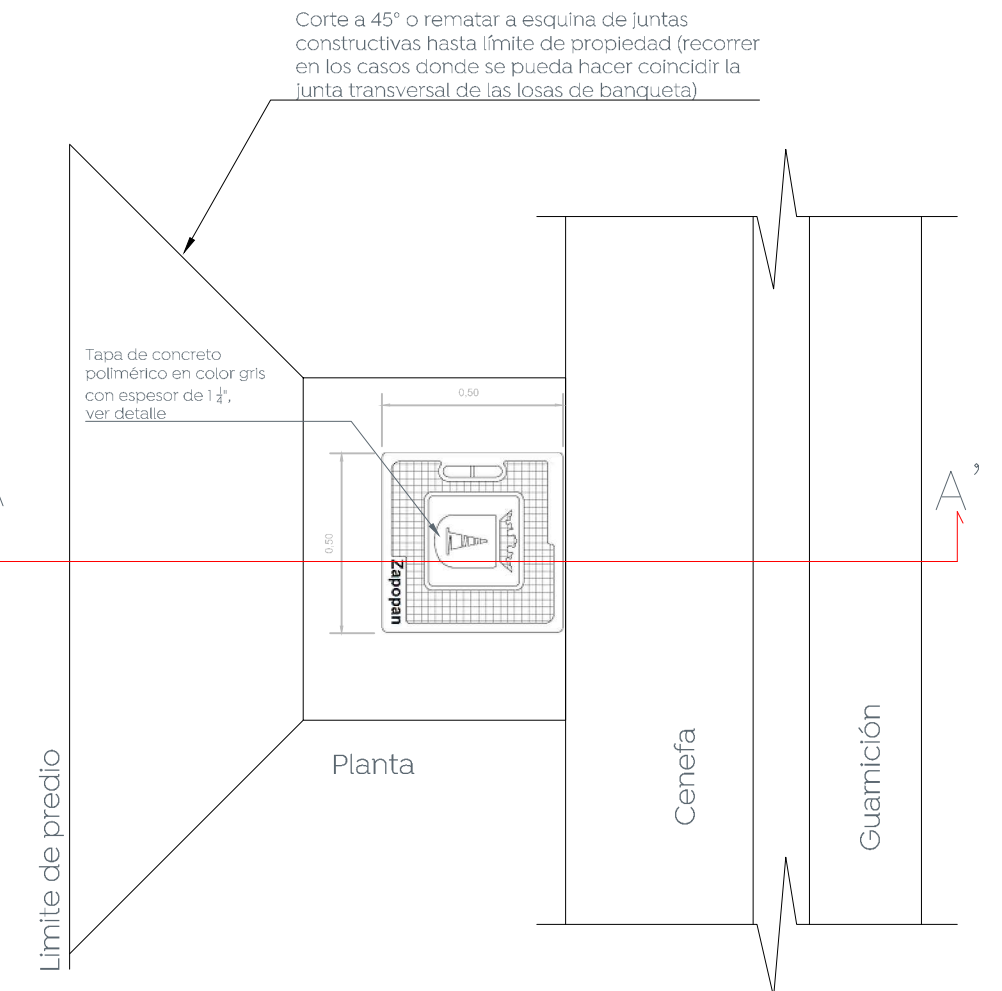 Corte a 45° o rematar a esquina de juntas
constructivas hasta límite de propiedad (recorrer
en los casos donde se pueda hacer coincidir la
junta transversal de las losas de banqueta)
Tapa de concreto
polimérico en color gris
con espesor de 1 1/4",
ver detalle
0,50
0,50
Zapopan
A’
Planta
Limite de predio
Cenefa
Guarnición